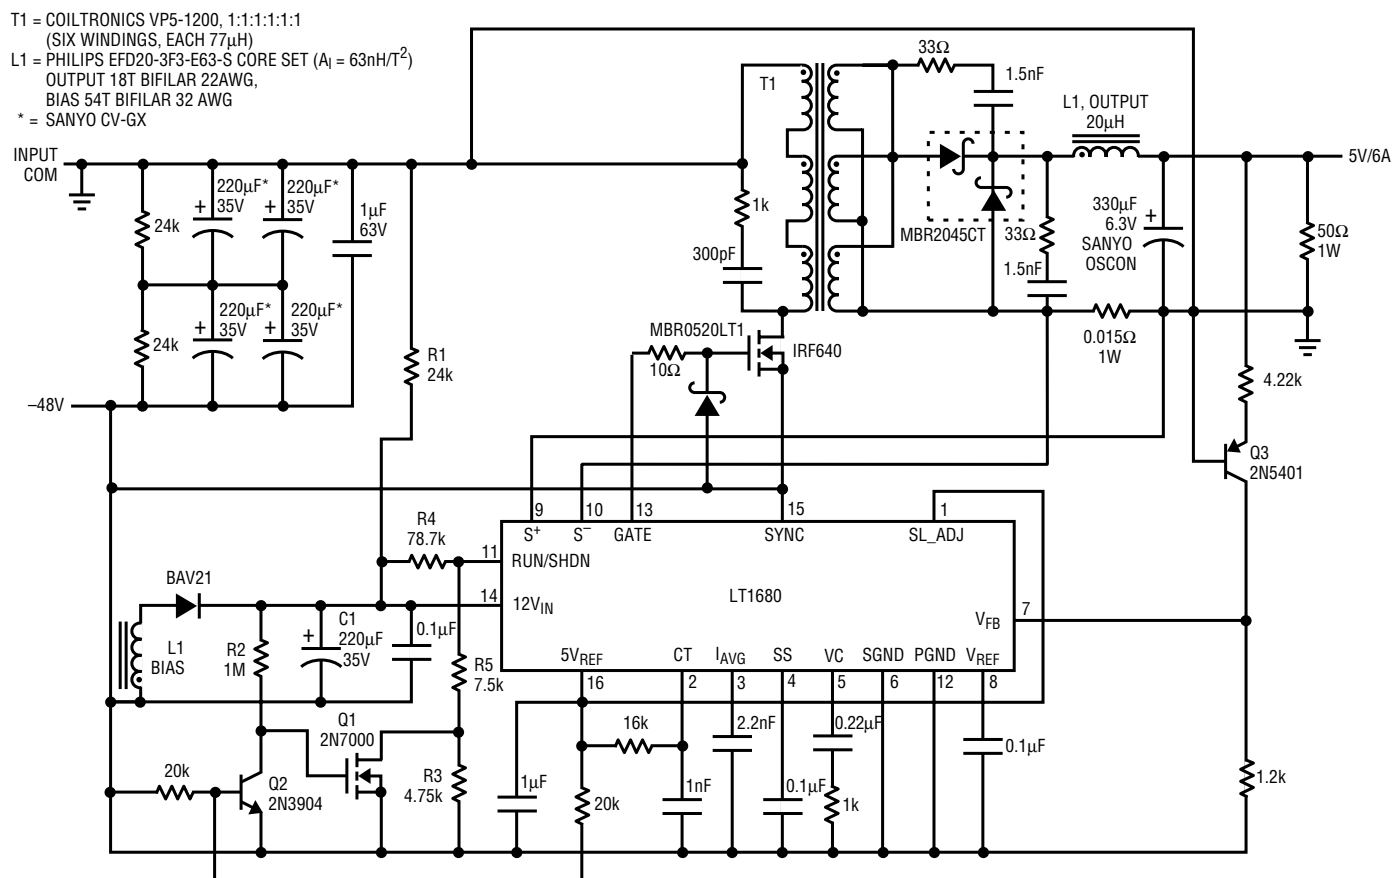 T1 = COILTRONICS VP5-1200, 1:1:1:1:1:1
(SIX WINDINGS, EACH 77µH)
L1 = PHILIPS EFD20-3F3-E63-S CORE SET (Al = 63nH/T²)
OUTPUT 18T BIFILAR 22AWG,
BIAS 54T BIFILAR 32 AWG
* = SANYO CV-GX
T1
33Ω
1.5nF
L1, OUTPUT
20µH
INPUT
COM
5V/6A
24k
+
220µF*
35V
+
220µF*
35V
1µF
63V
1k
300pF
MBR2045CT
33Ω
1.5nF
330µF
6.3V
SANYO
OSCON
+
50Ω
1W
24k
+
220µF*
35V
+
220µF*
35V
R1
24k
MBR0520LT1
10Ω
IRF640
0.015Ω
1W
4.22k
–48V
Q3
2N5401
R4
78.7k
9
10
13
15
1
S+
S–
GATE
SYNC
SL_ADJ
11
RUN/SHDN
BAV21
14
12VIN
LT1680
VFB
7
L1
BIAS
R2
1M
+
C1
220µF
35V
0.1µF
R5
7.5k
5VREF
CT
IAVG
SS
VC
SGND
PGND
VREF
16
2
3
4
5
6
12
8
Q1
2N7000
16k
2.2nF
0.22µF
0.1µF
20k
Q2
2N3904
R3
4.75k
1µF
20k
1nF
0.1µF
1k
1.2k